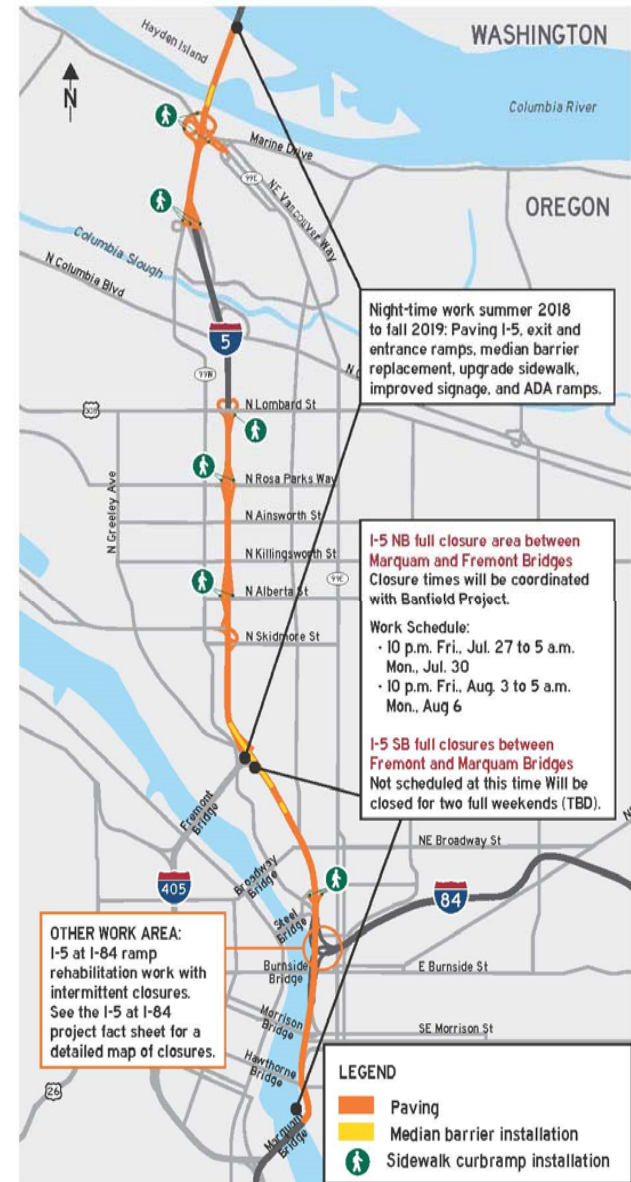 WASHINGTON
Hayden Island
N
Columbia River
Marine Drive
99E
NE Vancouver Way
OREGON
Columbia Slough
N Columbia Blvd
5
99W
Night-time work summer 2018
to fall 2019: Paving I-5, exit and
entrance ramps, median barrier
replacement, upgrade sidewalk,
improved signage, and ADA ramps.
N
N Lombard St
N Greeley Ave
N Rosa Parks Way
N Ainsworth St
N Killingsworth St
99E
N Alberta St
N Skidmore St
I-5 NB full closure area between
Marquam and Fremont Bridges
Closure times will be coordinated
with Banfield Project.
Work Schedule:
· 10 p.m. Fri., Jul. 27 to 5 a.m.
Mon., Jul. 30
· 10 p.m. Fri., Aug. 3 to 5 a.m.
Mon., Aug 6
I-5 SB full closures between
Fremont and Marquam Bridges
Not scheduled at this time Will be
closed for two full weekends (TBD).
Fremont
Bridge
NE Broadway St
Broadway
Bridge
405
84
Steel
Bridge
OTHER WORK AREA:
I-5 at I-84 ramp
rehabilitation work with
intermittent closures.
See the I-5 at I-84
project fact sheet for a
detailed map of closures.
Burnside
Bridge
E Burnside St
Morrison
Bridge
SE Morrison St
Hawthorne
Bridge
26
Marquam
Bridge
LEGEND
Paving
Median barrier installation
Sidewalk curbramp installation